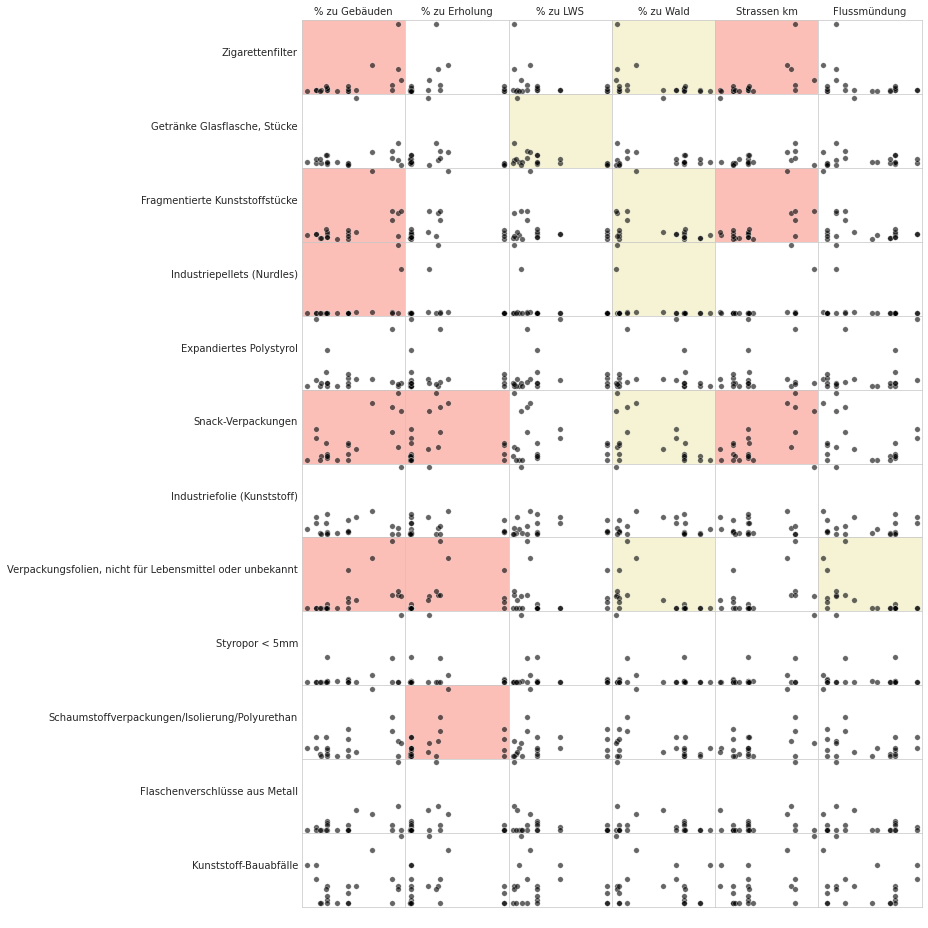 % zu Gebäuden % zu Erholung % zu LWS % zu Wald Strassen km Flussmündung
Zigarettenfilter
Getränke Glasflasche, Stücke
Fragmentierte Kunststoffstücke
Industriepellets (Nurdles)
Expandiertes Polystyrol
Snack-Verpackungen
Industriefolie (Kunststoff)
Verpackungsfolien, nicht für Lebensmittel oder unbekannt
Styropor < 5mm
Schaumstoffverpackungen/Isolierung/Polyurethan
Flaschenverschlüsse aus Metall
Kunststoff-Bauabfälle